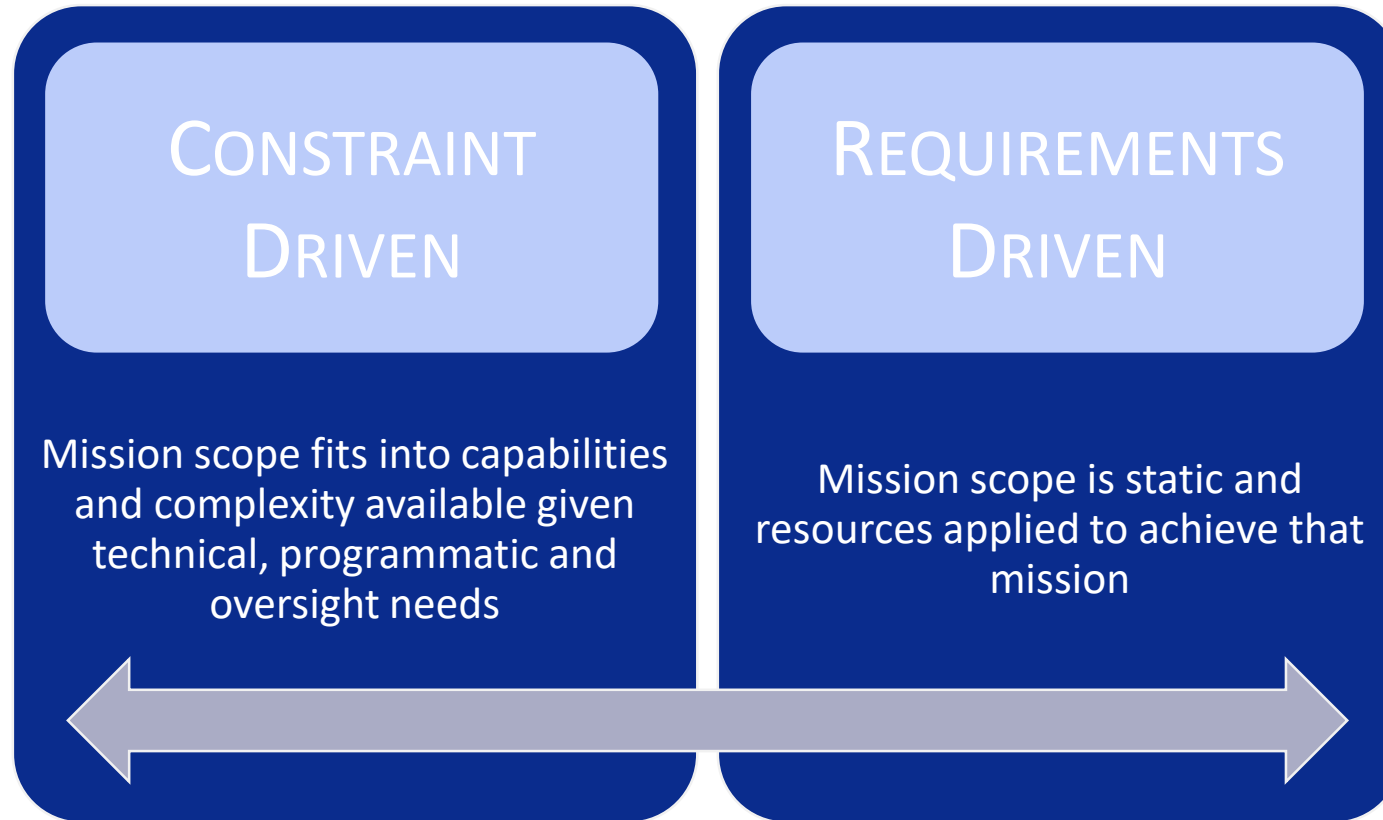 CONSTRAINT
DRIVEN
Mission scope fits into capabilities
and complexity available given
technical, programmatic and
oversight needs
REQUIREMENTS
DRIVEN
Mission scope is static and
resources applied to achieve that
mission